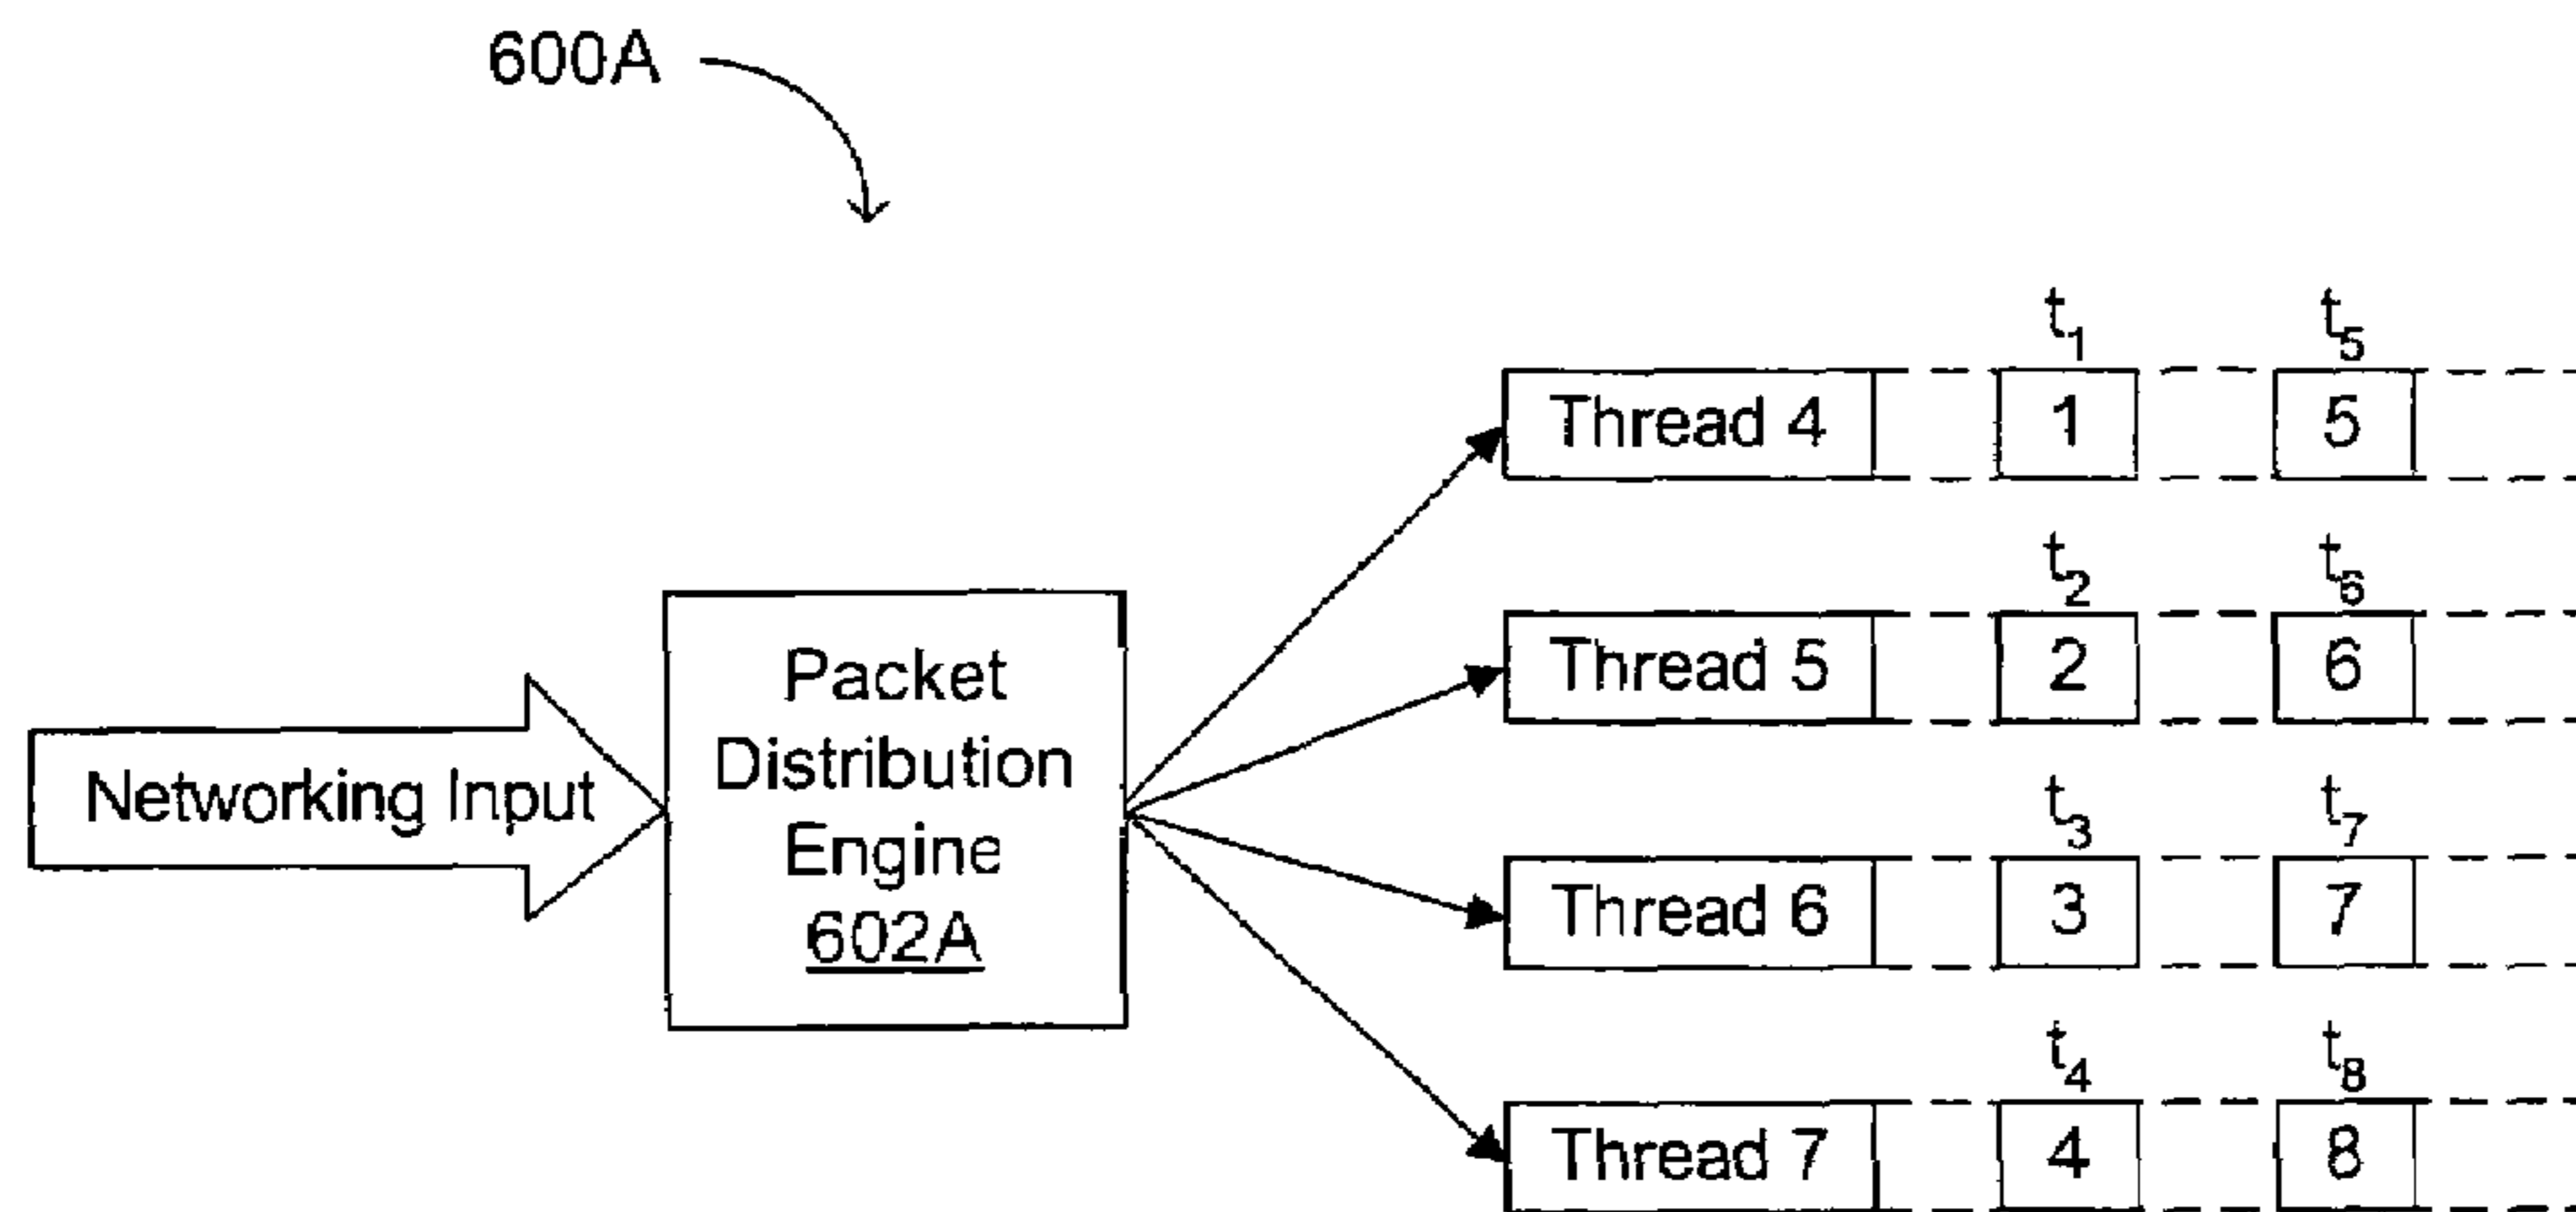 600A
Networking Input
Packet
Distribution
Engine
602A
t1 t5
Thread 4 1 5
t2 t6
Thread 5 2 6
t3 t7
Thread 6 3 7
t4 t8
Thread 7 4 8